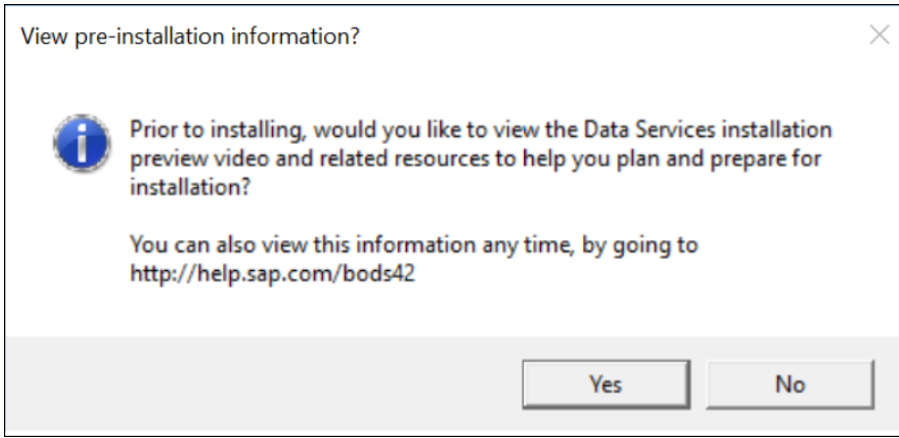 View pre-installation information?
Prior to installing, would you like to view the Data Services installation
preview video and related resources to help you plan and prepare for
installation?
You can also view this information any time, by going to
http://help.sap.com/bods42
Yes
No